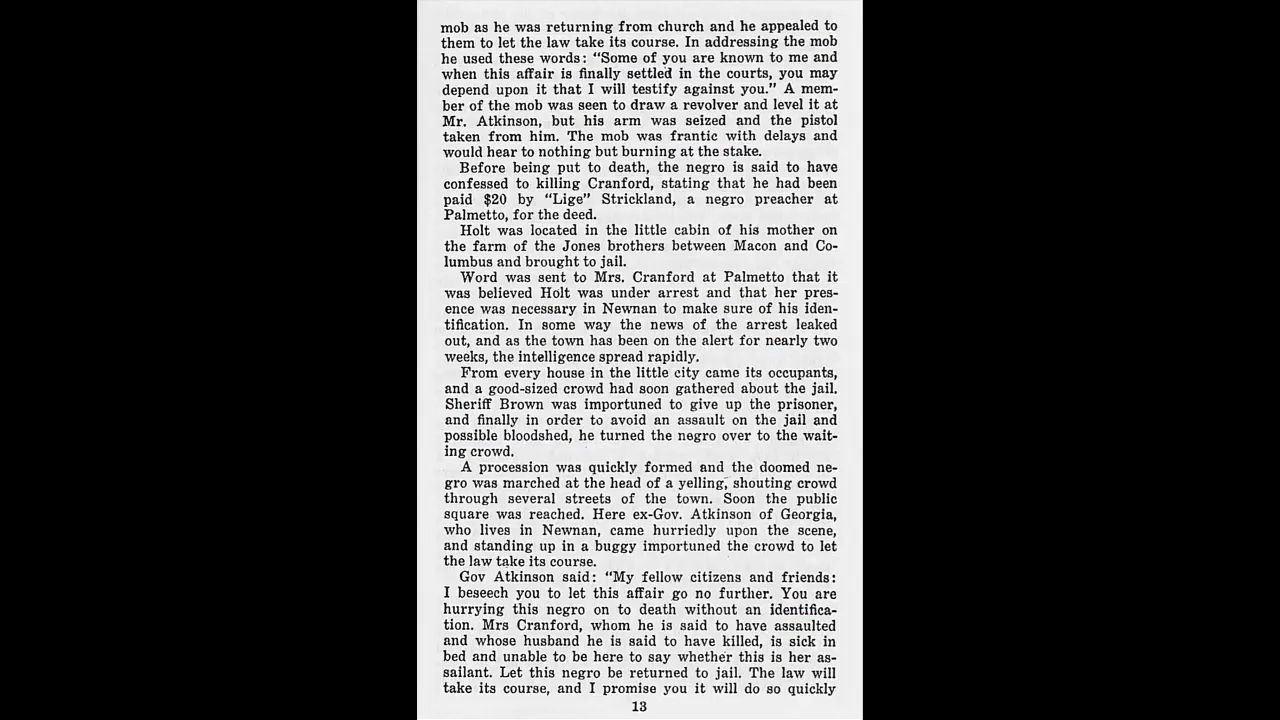 mob as he was returning from church and he appealed to
them to let the law take its course. In addressing the mob
he used these words: “Some of you are known to me and
when this affair is finally settled in the courts, you may
depend upon it that I will testify against you.” A mem-
ber of the mob was seen to draw a revolver and level it at
Mr. Atkinson, but his arm was seized and the pistol
taken from him. The mob was frantic with delays and
would hear to nothing but burning at the stake.
Before being put to death, the negro is said to have
confessed to killing Cranford, stating that he had been
paid $20 by “Lige” Strickland, a negro preacher at
Palmetto, for the deed.
Holt was located in the little cabin of his mother on
the farm of the Jones brothers between Macon and Co-
lumbus and brought to jail.
Word was sent to Mrs. Cranford at Palmetto that it
was believed Holt was under arrest and that her pres-
ence was necessary in Newnan to make sure of his iden-
tification. In some way the news of the arrest leaked
out, and as the town has been on the alert for nearly two
weeks, the intelligence spread rapidly.
From every house in the little city came its occupants,
and a good-sized crowd had soon gathered about the jail.
Sheriff Brown was importuned to give up the prisoner,
and finally in order to avoid an assault on the jail and
possible bloodshed, he turned the negro over to the wait-
ing crowd.
A procession was quickly formed and the doomed ne-
gro was marched at the head of a yelling, shouting crowd
through several streets of the town. Soon the public
square was reached. Here ex-Gov. Atkinson of Georgia,
who lives in Newnan, came hurriedly upon the scene,
and standing up in a buggy importuned the crowd to let
the law take its course.
Gov Atkinson said: “My fellow citizens and friends:
I beseech you to let this affair go no further. You are
hurrying this negro on to death without an identifica-
tion. Mrs Cranford, whom he is said to have assaulted
and whose husband he is said to have killed, is sick in
bed and unable to be here to say whether this is her as-
sailant. Let this negro be returned to jail. The law will
take its course, and I promise you it will do so quickly
13